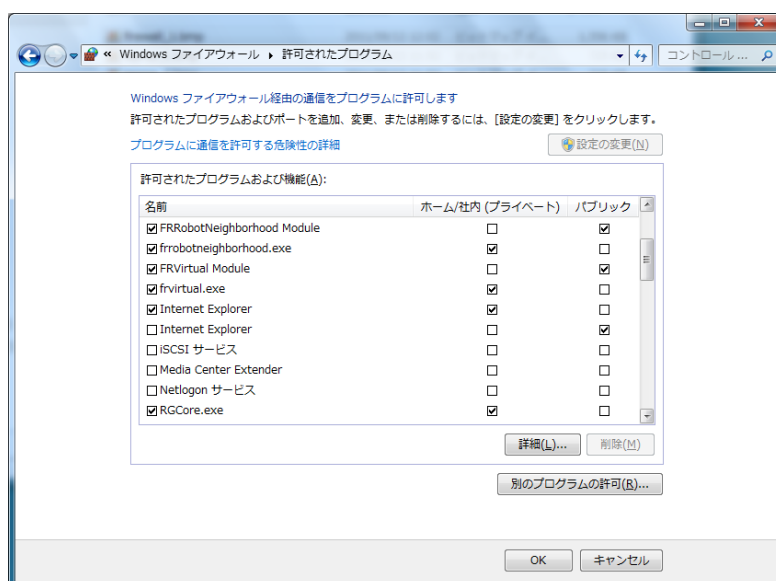 « Windows ファイアウォール ▸ 許可されたプログラム
コントロール ...
Windows ファイアウォール経由の通信をプログラムに許可します
許可されたプログラムおよびポートを追加、変更、または削除するには、[設定の変更] をクリックします。
プログラムに通信を許可する危険性の詳細
設定の変更(N)
許可されたプログラムおよび機能(A):
名前 ホーム/社内 (プライベート) パブリック
FRRobotNeighborhood Module
frrobotneighborhood.exe
FRVirtual Module
frvirtual.exe
Internet Explorer
Internet Explorer
iSCSI サービス
Media Center Extender
Netlogon サービス
RGCore.exe
詳細(L)... 削除(M)
別のプログラムの許可(R)...
OK キャンセル